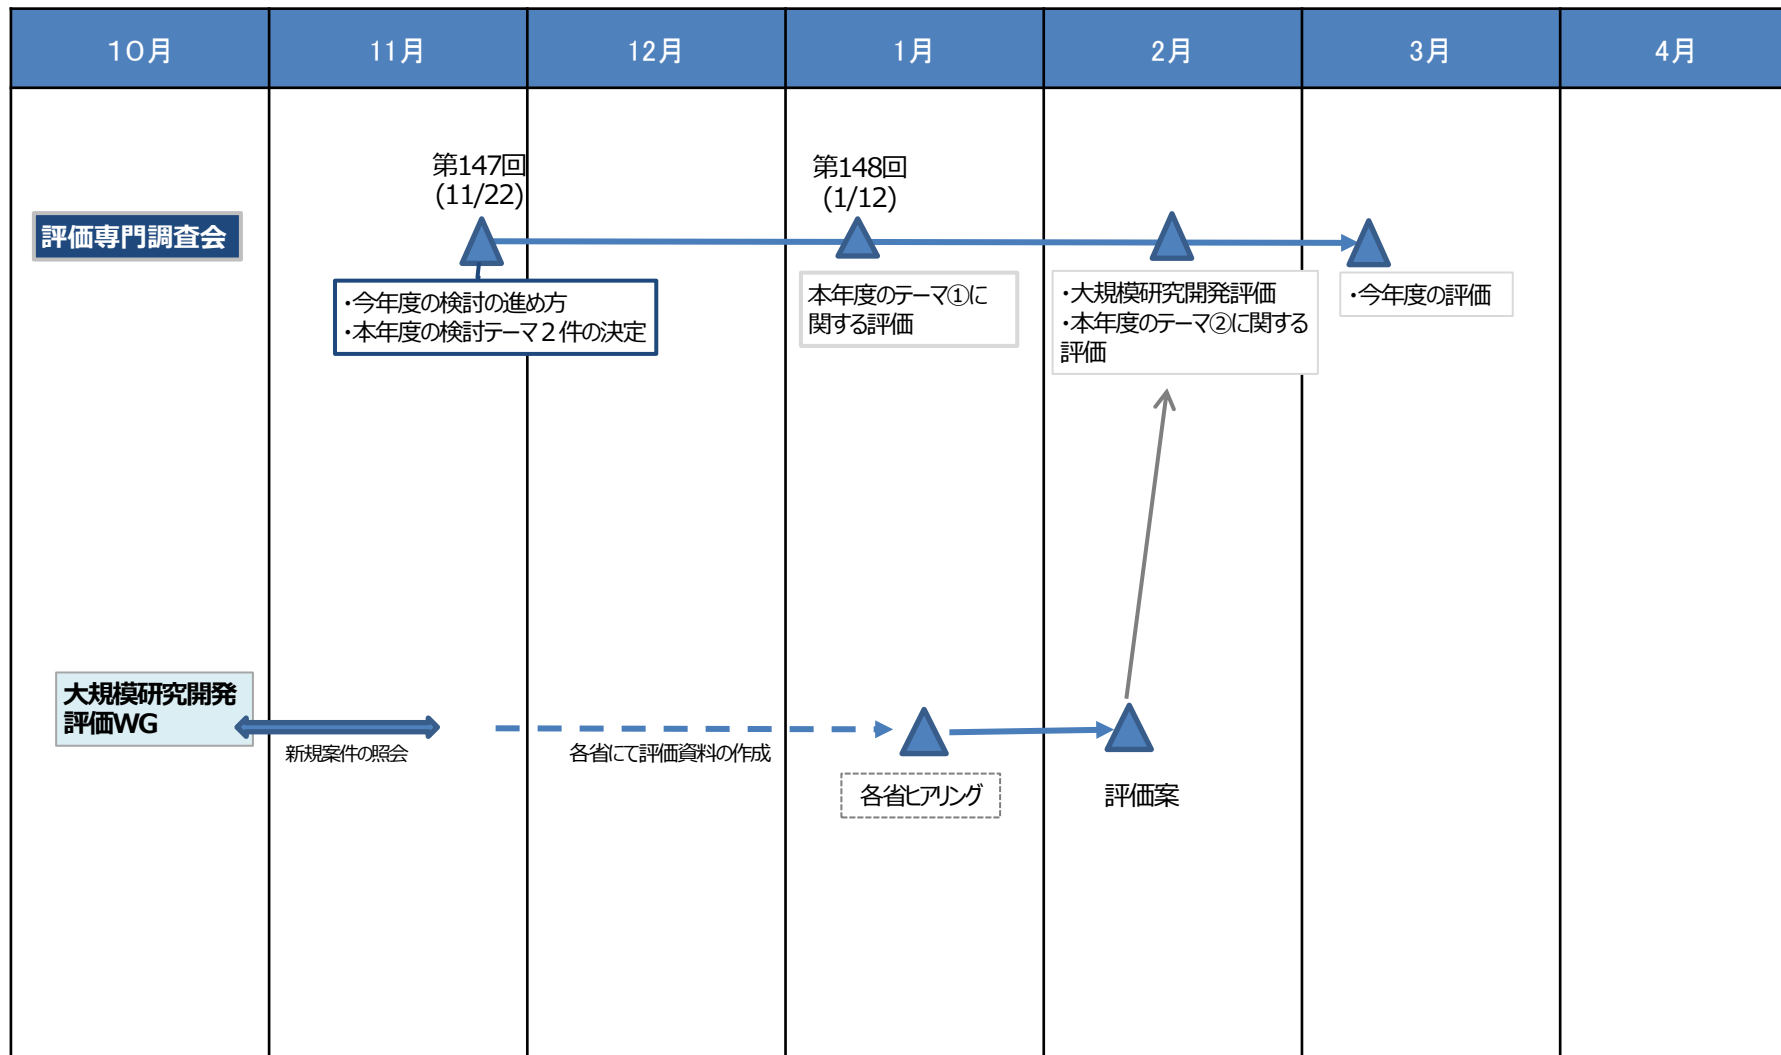 10月
11月
12月
1月
2月
3月
4月
第147回
(11/22)
第148回
(1/12)
評価専門調査会
・今年度の検討の進め方
・本年度の検討テーマ２件の決定
本年度のテーマ①に
関する評価
・大規模研究開発評価
・本年度のテーマ②に関する
評価
・今年度の評価
大規模研究開発
評価WG
新規案件の照会
各省にて評価資料の作成
各省ヒアリング
評価案